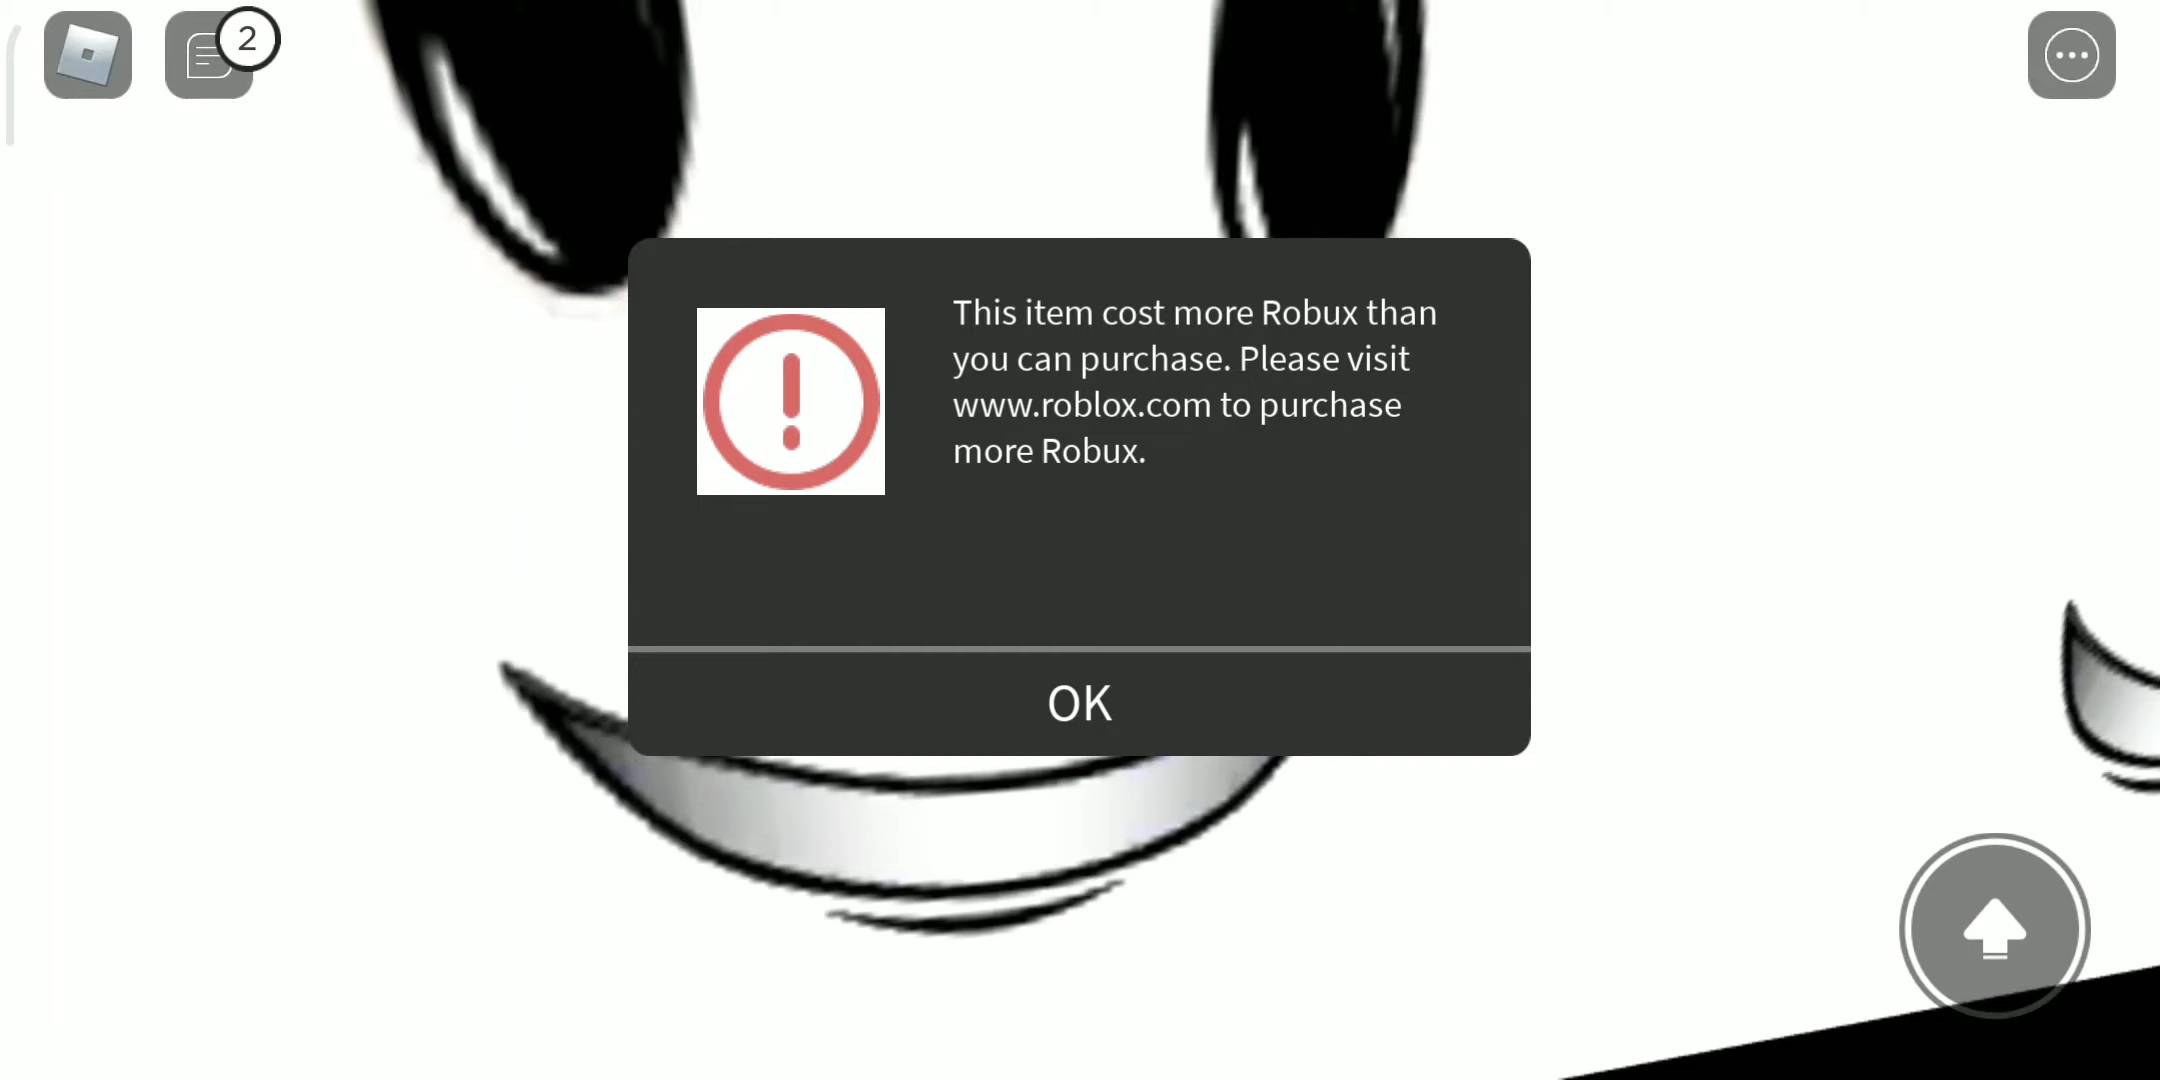 2
This item cost more Robux than
you can purchase. Please visit
www.roblox.com to purchase
more Robux.
OK